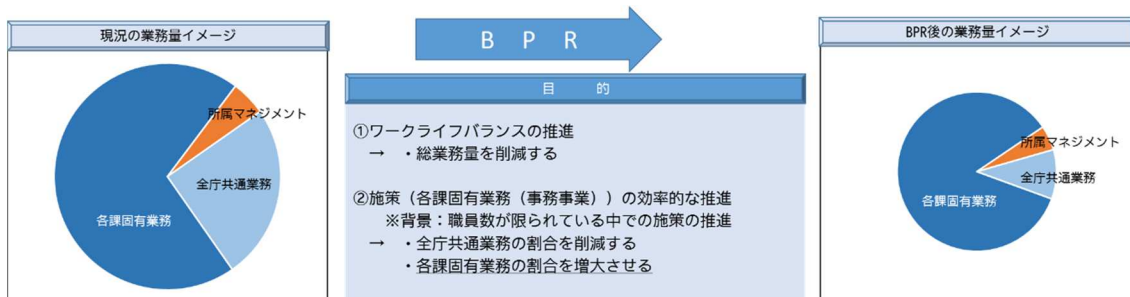 現況の業務量イメージ
所属マネジメント
全庁共通業務
各課固有業務
B P R
目 的
①ワークライフバランスの推進
→ ・総業務量を削減する
②施策（各課固有業務（事務事業））の効率的な推進
※背景：職員数が限られている中での施策の推進
→ ・全庁共通業務の割合を削減する
・各課固有業務の割合を増大させる
BPR後の業務量イメージ
所属マネジメント
全庁共通業務
各課固有業務